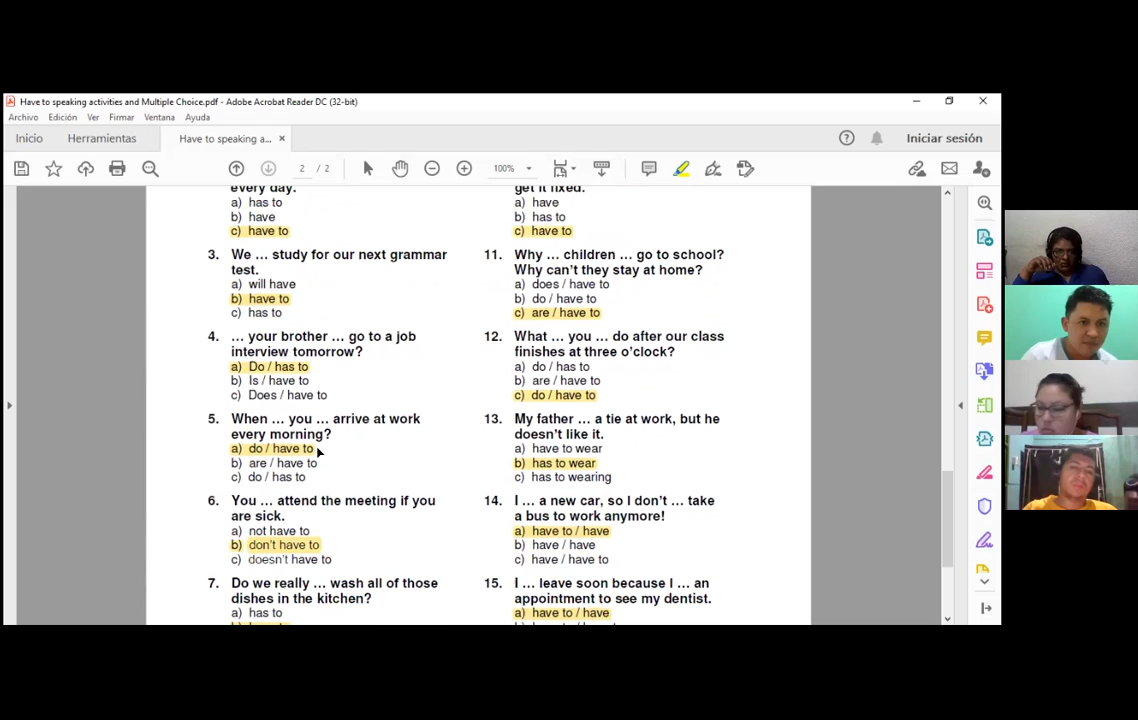 Have to speaking activities and Multiple Choice.pdf - Adobe Acrobat Reader DC (32-bit)
Archivo Edición Ver Firmar Ventana Ayuda
Inicio Herramientas Have to speaking a... Iniciar sesión
2 / 2 100%
every day.
a) has to
b) have
c) have to
3. We ... study for our next grammar
test.
a) will have
b) have to
c) has to
4. ... your brother ... go to a job
interview tomorrow?
a) Do / has to
b) Is / have to
c) Does / have to
5. When ... you ... arrive at work
every morning?
a) do / have to
b) are / have to
c) do / has to
6. You ... attend the meeting if you
are sick.
a) not have to
b) don't have to
c) doesn't have to
7. Do we really ... wash all of those
dishes in the kitchen?
a) has to
get it fixed.
a) have
b) has to
c) have to
11. Why ... children ... go to school?
Why can't they stay at home?
a) does / have to
b) do / have to
c) are / have to
12. What ... you ... do after our class
finishes at three o'clock?
a) do / has to
b) are / have to
c) do / have to
13. My father ... a tie at work, but he
doesn't like it.
a) have to wear
b) has to wear
c) has to wearing
14. I ... a new car, so I don't ... take
a bus to work anymore!
a) have to / have
b) have / have
c) have / have to
15. I ... leave soon because I ... an
appointment to see my dentist.
a) have to / have